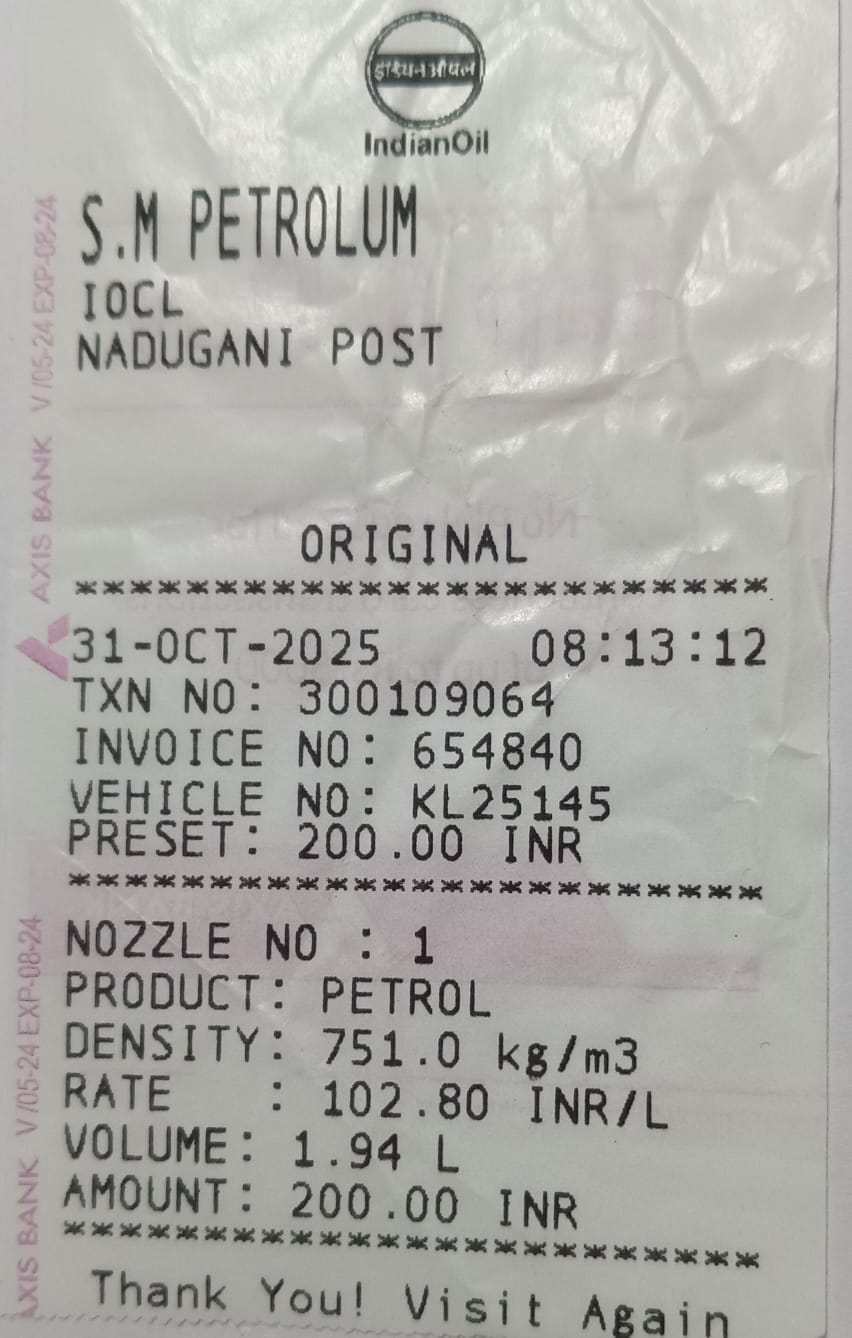 इंडियनऑयल
IndianOil
S.M PETROLUM
IOCL
NADUGANI POST
ORIGINAL
*************************
31-OCT-2025 08:13:12
TXN NO: 300109064
INVOICE NO: 654840
VEHICLE NO: KL25145
PRESET: 200.00 INR
*************************
NOZZLE NO : 1
PRODUCT: PETROL
DENSITY: 751.0 kg/m3
RATE : 102.80 INR/L
VOLUME: 1.94 L
AMOUNT: 200.00 INR
*************************
Thank You! Visit Again
AXIS BANK V/05-24 EXP-08-24
AXIS BANK V/05-24 EXP-08-24